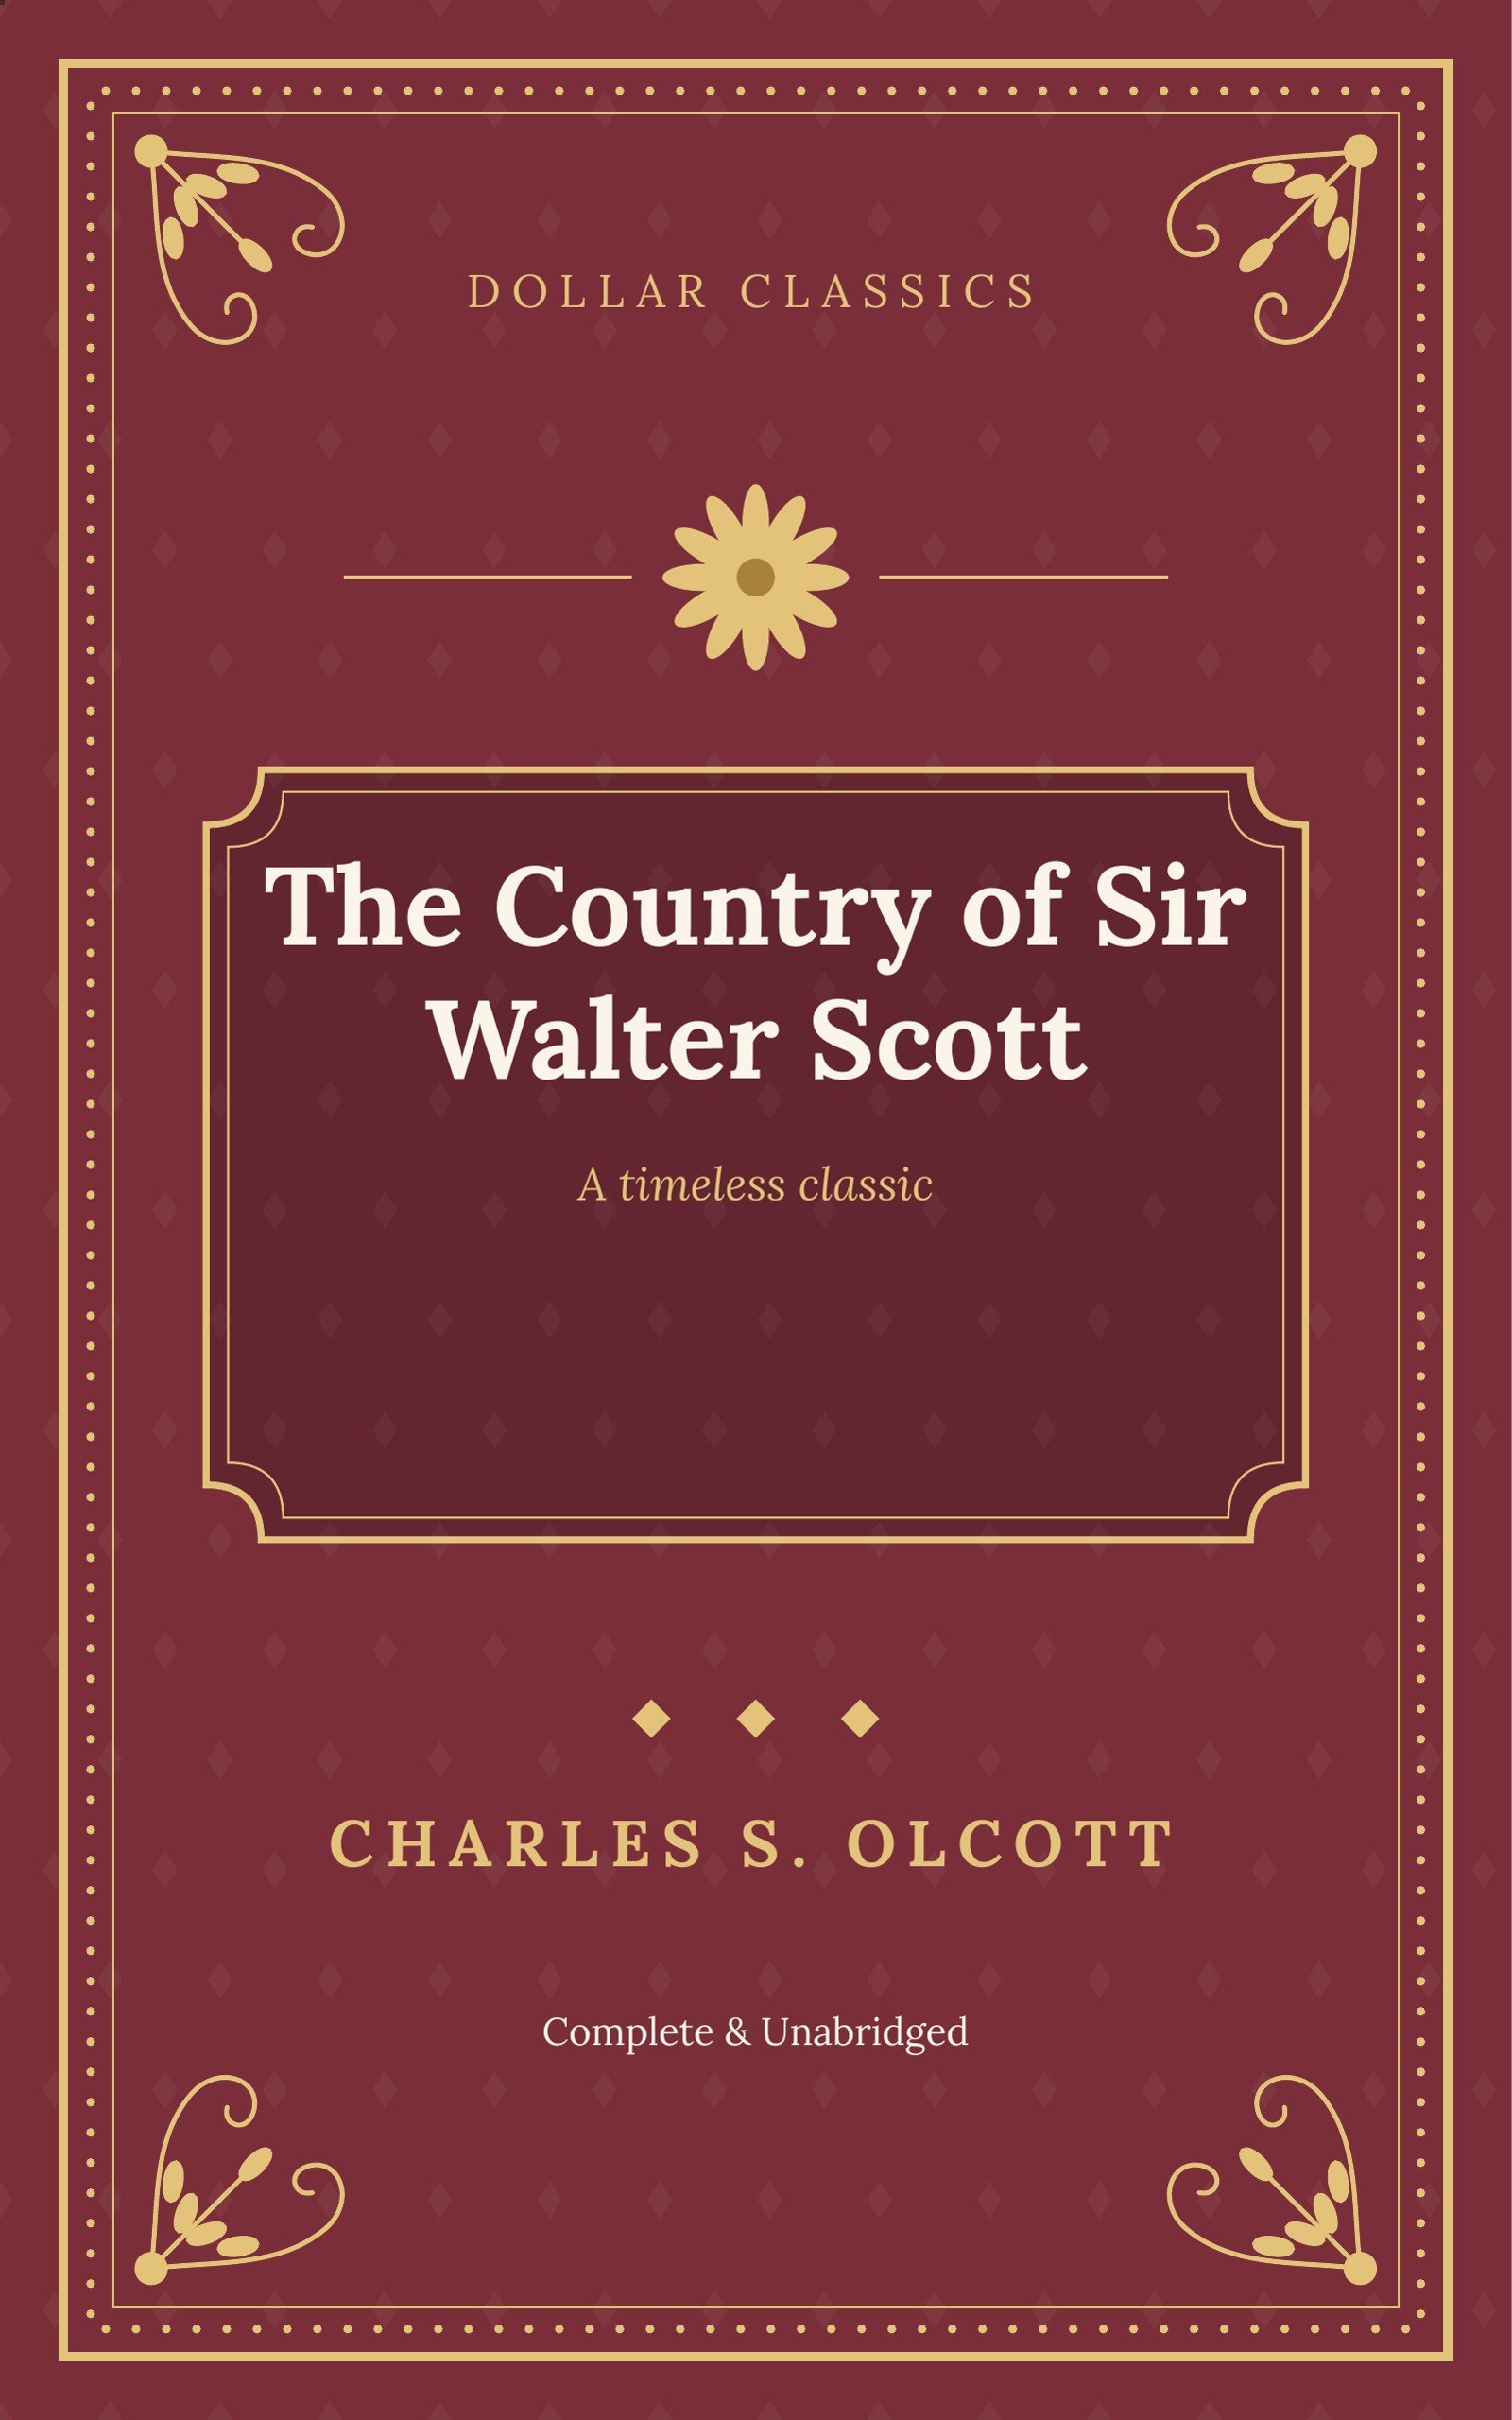 DOLLAR CLASSICS
The Country of Sir
Walter Scott
A timeless classic
CHARLES S. OLCOTT
Complete & Unabridged